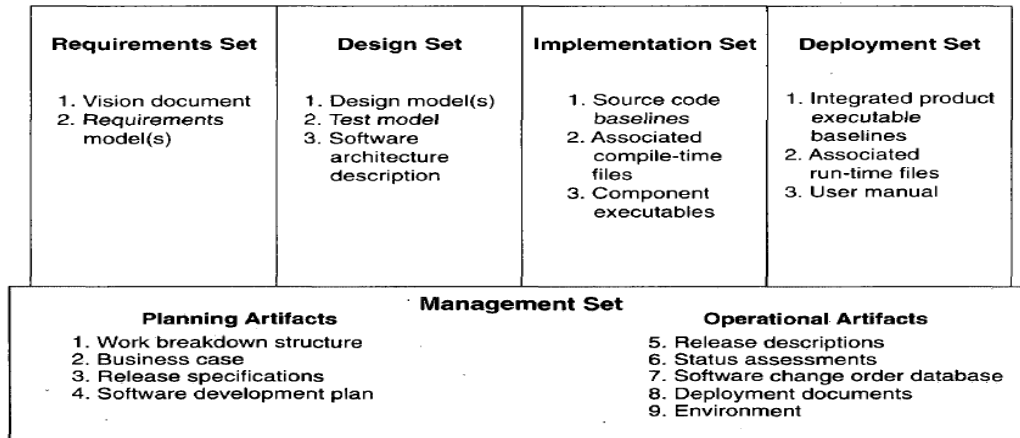 Requirements Set
1. Vision document
2. Requirements
model(s)
Design Set
1. Design model(s)
2. Test model
3. Software
architecture
description
Implementation Set
1. Source code
baselines
2. Associated
compile-time
files
3. Component
executables
Deployment Set
1. Integrated product
executable
baselines
2. Associated
run-time files
3. User manual
Management Set
Planning Artifacts
1. Work breakdown structure
2. Business case
3. Release specifications
4. Software development plan
Operational Artifacts
5. Release descriptions
6. Status assessments
7. Software change order database
8. Deployment documents
9. Environment